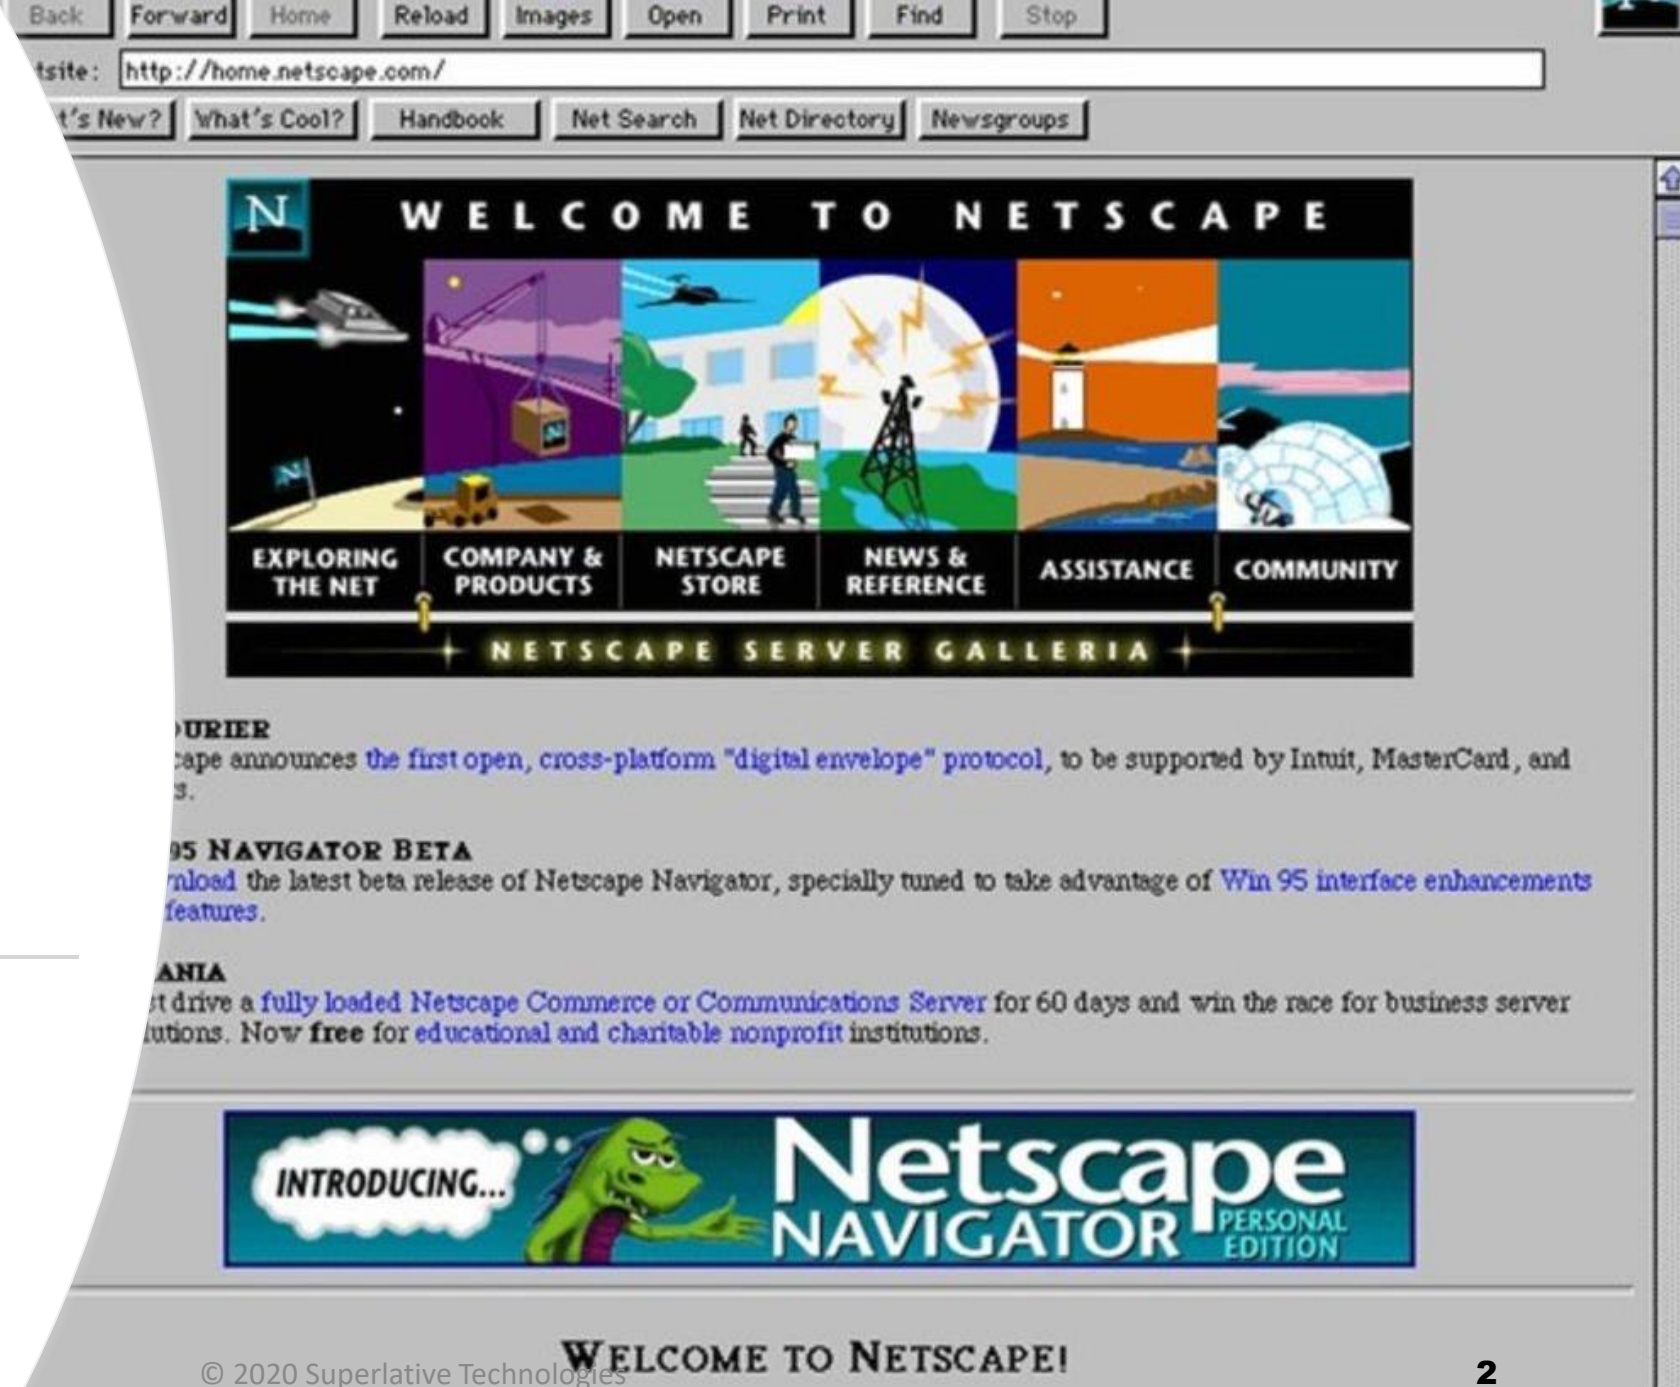 Back Forward Home Reload Images Open Print Find Stop
tsite: http://home.netscape.com/
t's New? What's Cool? Handbook Net Search Net Directory Newsgroups
N WELCOME TO NETSCAPE
N
N
EXPLORING THE NET
COMPANY & PRODUCTS
NETSCAPE STORE
NEWS & REFERENCE
ASSISTANCE
COMMUNITY
NETSCAPE SERVER GALLERIA
OURIER
cape announces the first open, cross-platform "digital envelope" protocol, to be supported by Intuit, MasterCard, and
s.
95 NAVIGATOR BETA
nload the latest beta release of Netscape Navigator, specially tuned to take advantage of Win 95 interface enhancements
features.
ANIA
st drive a fully loaded Netscape Commerce or Communications Server for 60 days and win the race for business server
lutions. Now free for educational and charitable nonprofit institutions.
INTRODUCING...
Netscape
NAVIGATOR PERSONAL
EDITION
WELCOME TO NETSCAPE!
© 2020 Superlative Technologies 2